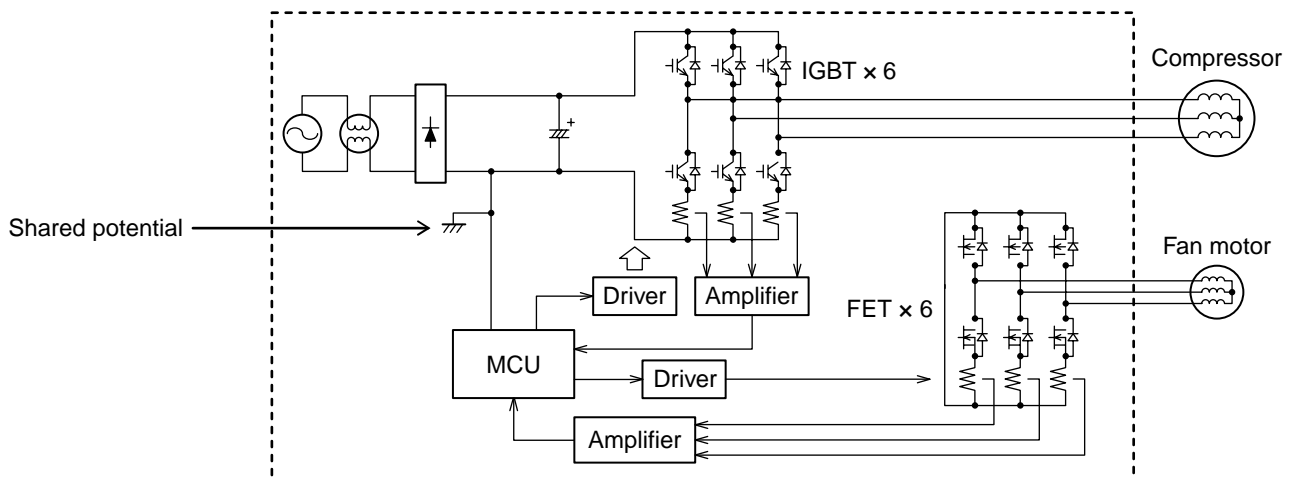 Compressor
IGBT × 6
+
Shared potential
Fan motor
Driver
Amplifier
FET × 6
MCU
Driver
Amplifier